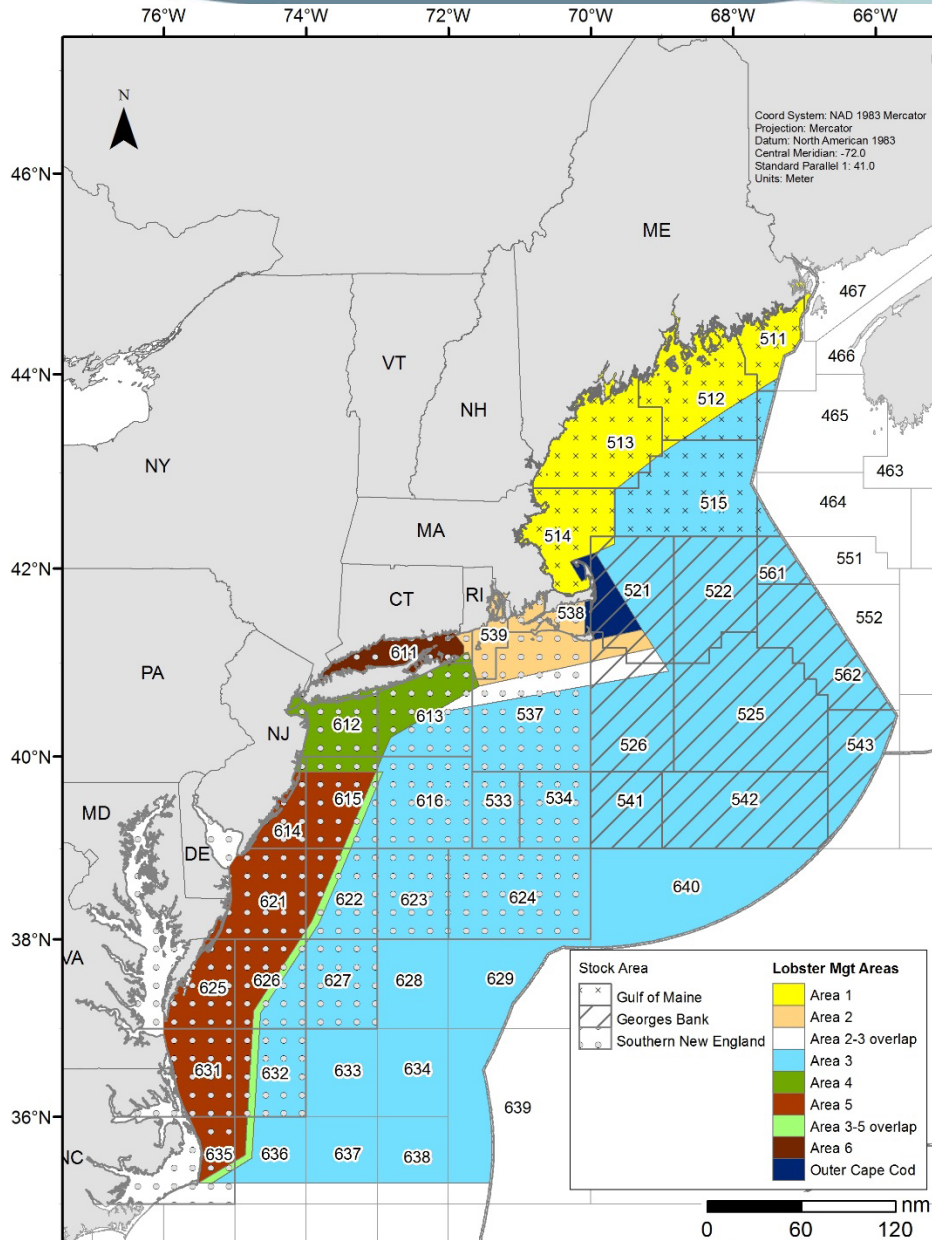 76°W 74°W 72°W 70°W 68°W 66°W
N
Coord System: NAD 1983 Mercator
Projection: Mercator
Datum: North American 1983
Central Meridian: -72.0
Standard Parallel 1: 41.0
Units: Meter
46°N
ME
467
511
466
VT
44°N
512
NH
465
513
NY
463
515
464
MA
514
551
42°N
561
RI
521
522
CT
538
552
539
611
PA
562
613
612
537
525
NJ
526
543
40°N
615
616
533
534
541
542
MD
614
DE
640
621
622
623
624
38°N
VA
626
627
628
629
625
631
632
633
634
36°N
639
NC
635
636
637
638
Stock Area
Gulf of Maine
Georges Bank
Southern New England
Lobster Mgt Areas
Area 1
Area 2
Area 2-3 overlap
Area 3
Area 4
Area 5
Area 3-5 overlap
Area 6
Outer Cape Cod
nm
0 60 120